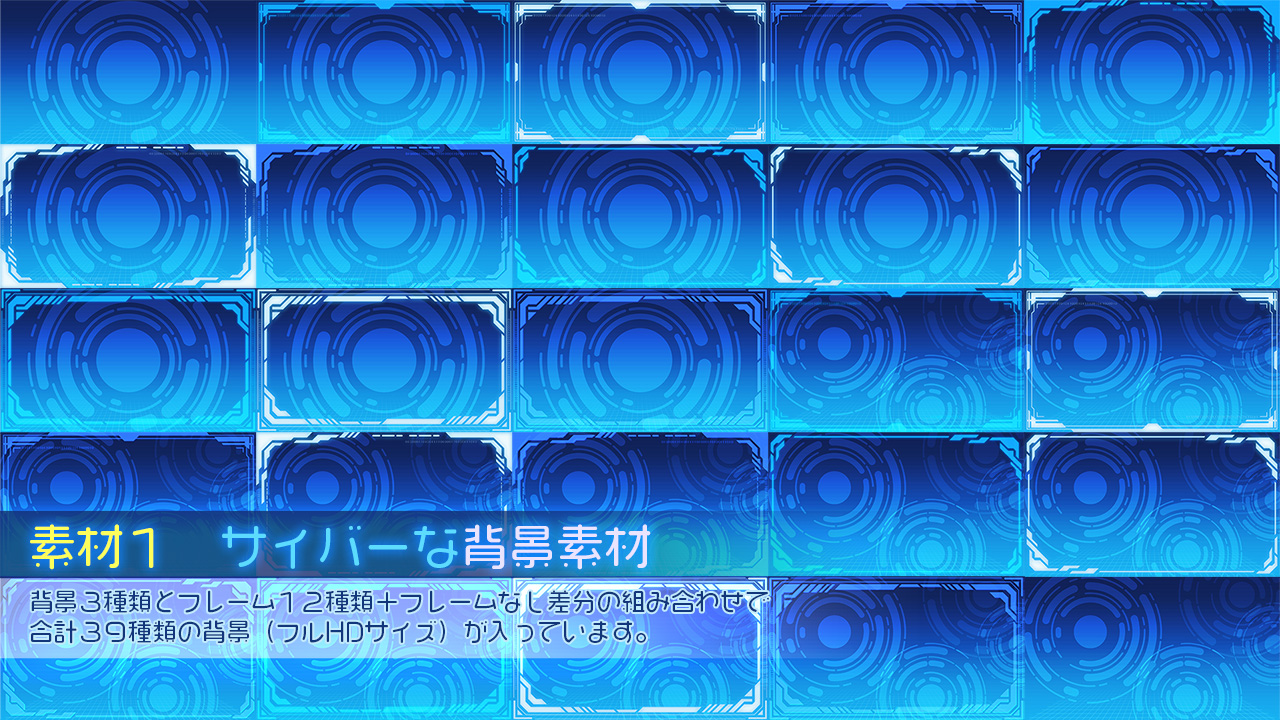 素材１　サイバーな背景素材
背景３種類とフレーム１２種類＋フレームなし差分の組み合わせで
合計３９種類の背景（フルHDサイズ）が入っています。